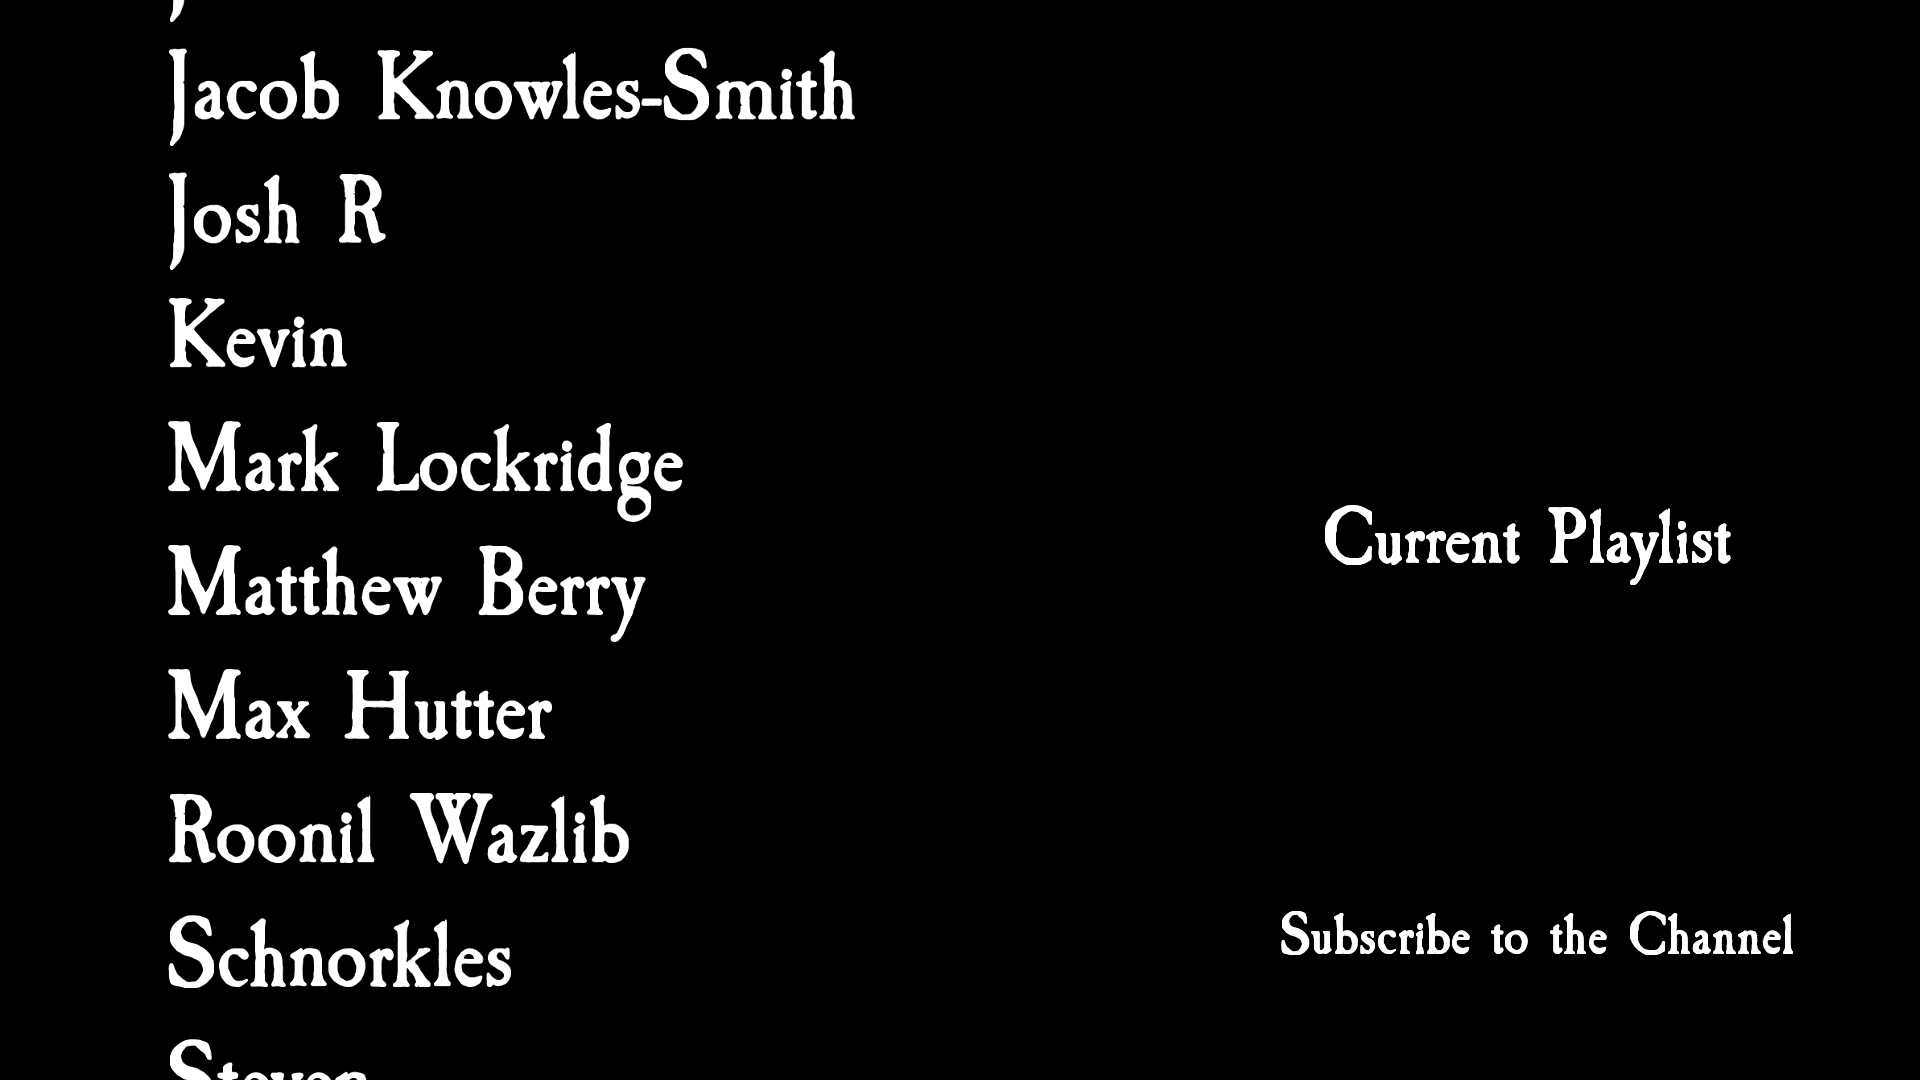 Jacob Knowles-Smith
Josh R
Kevin
Mark Lockridge
Matthew Berry
Max Hutter
Roonil Wazlib
Schnorkles
Steven
Current Playlist
Subscribe to the Channel